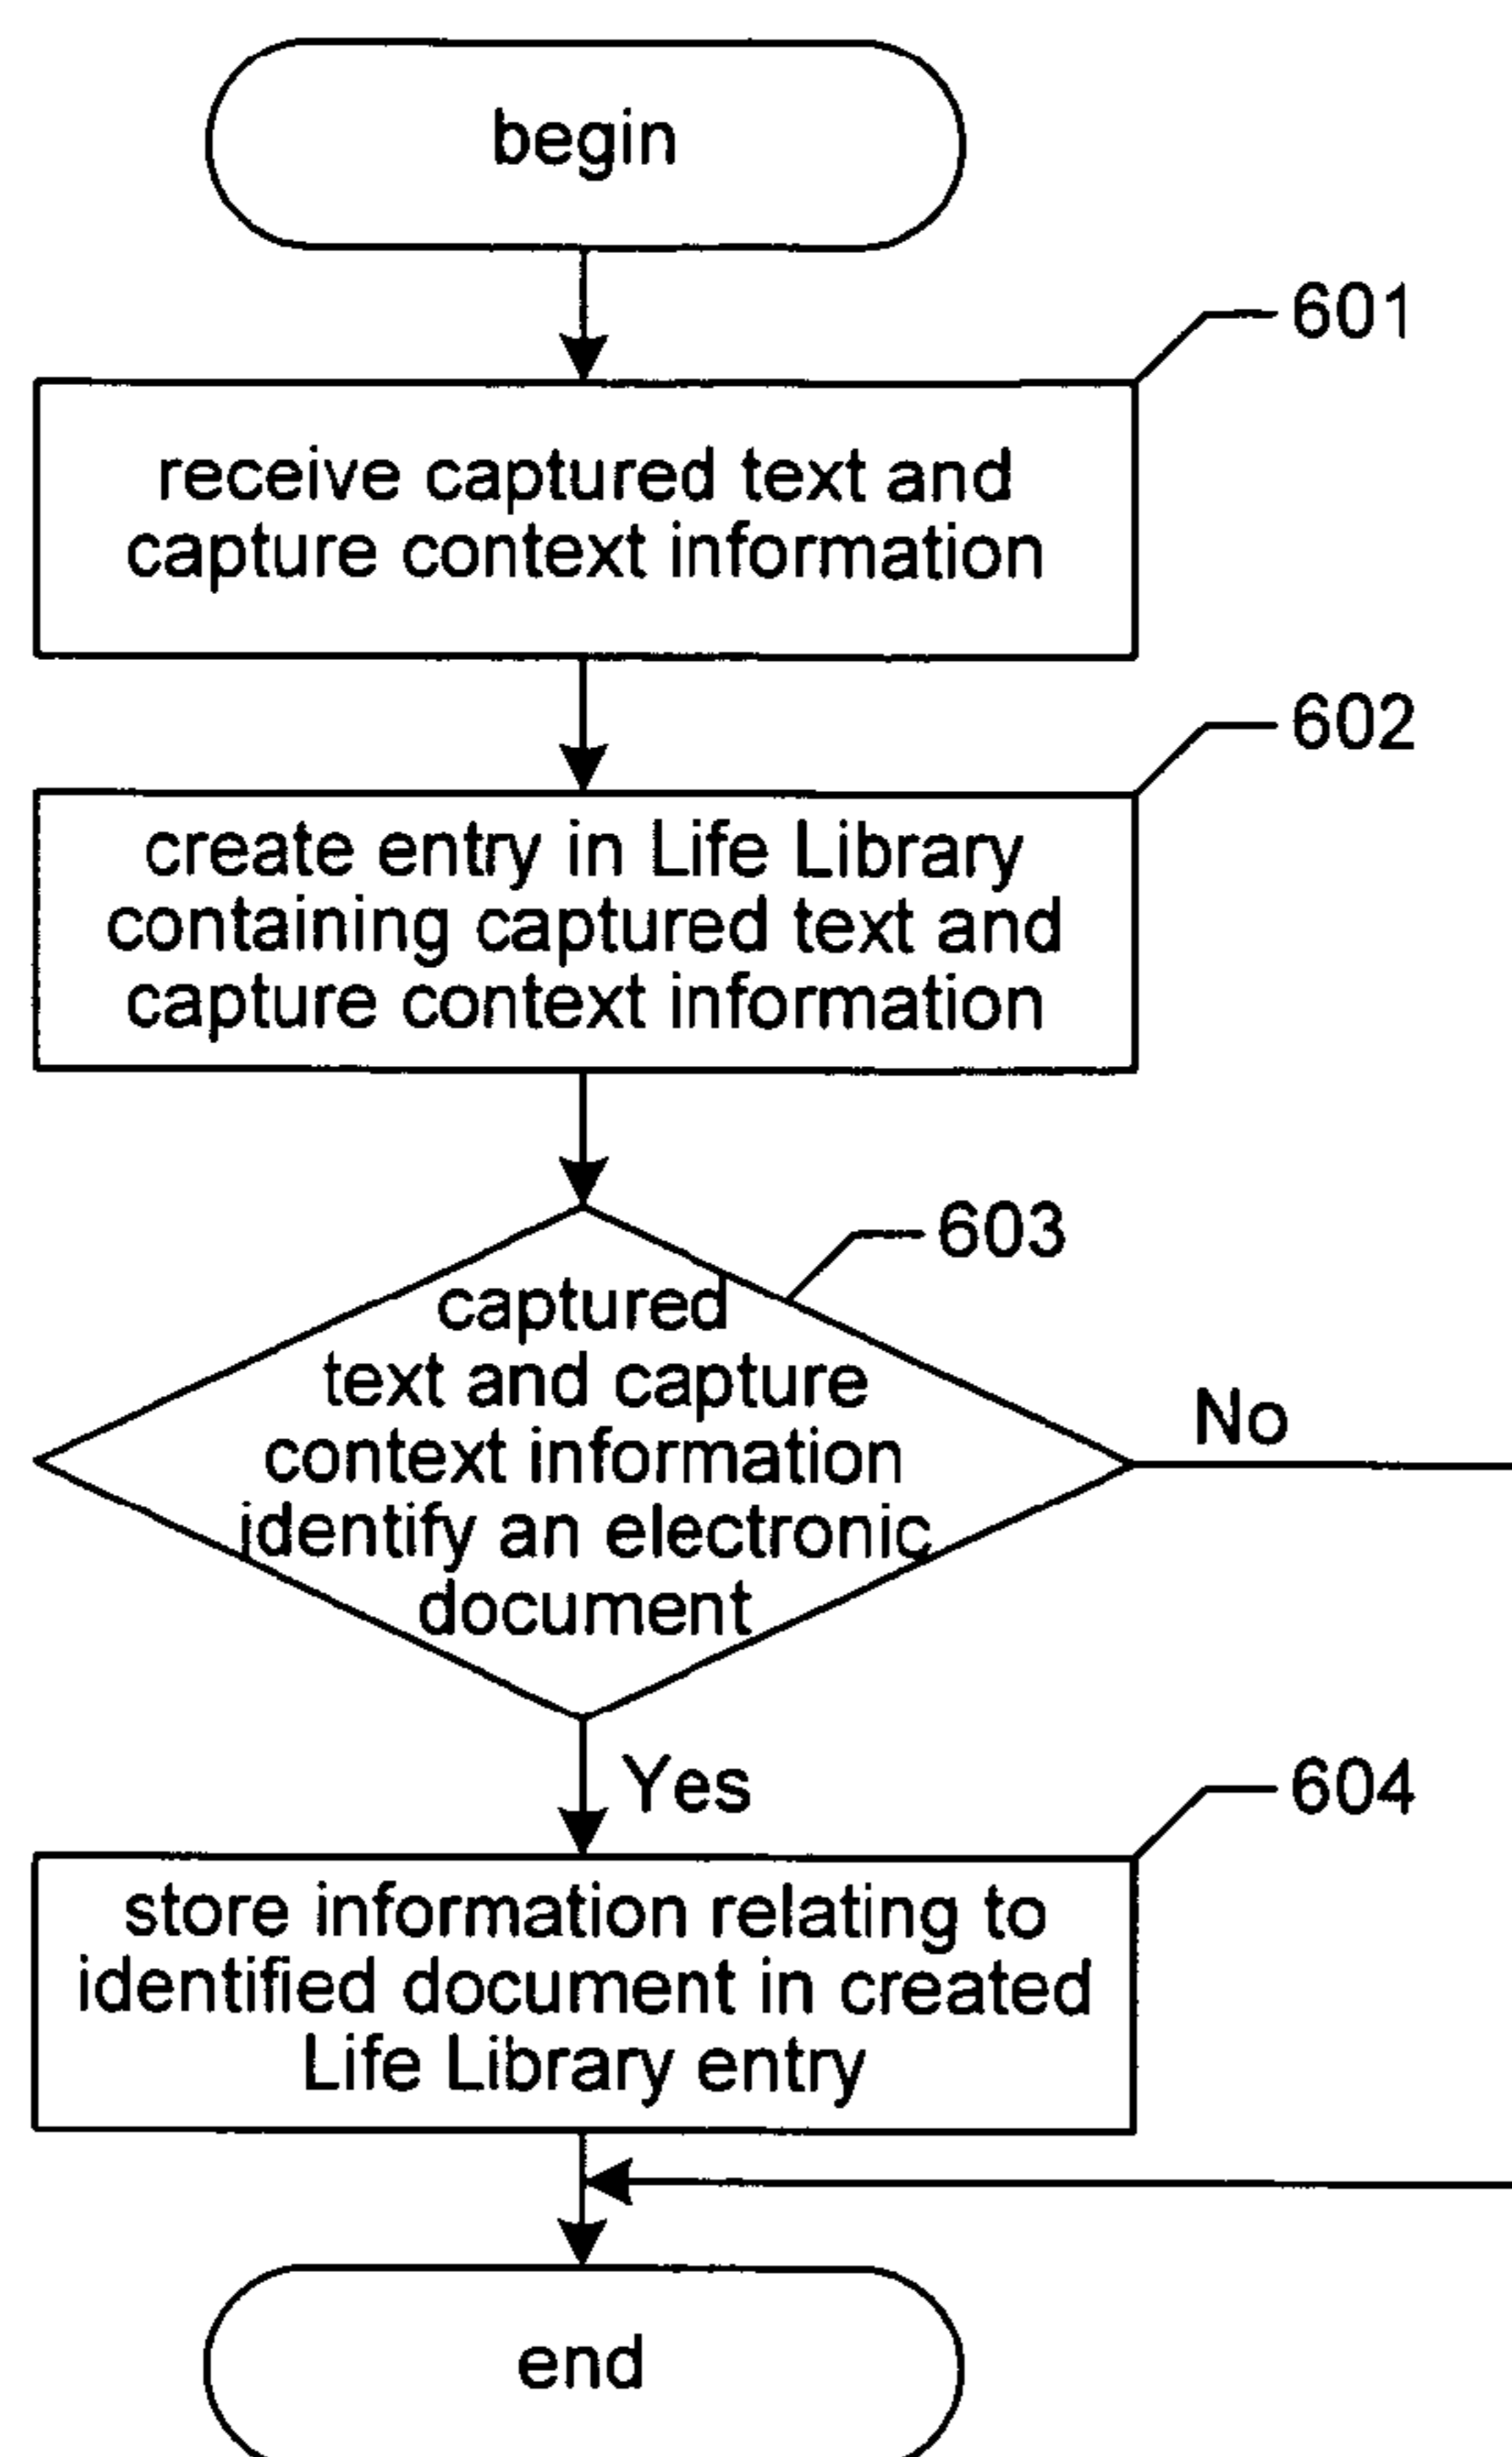 begin
601
receive captured text and
capture context information
602
create entry in Life Library
containing captured text and
capture context information
603
captured
text and capture
context information
identify an electronic
document
No
Yes
604
store information relating to
identified document in created
Life Library entry
end